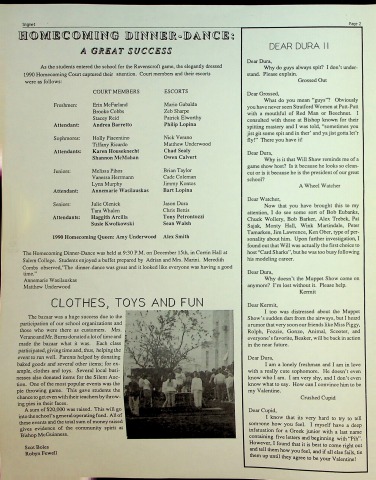 Signet
Page 2
HOMECOMING DINNER-DANCE:
A GREAT SUCCESS
As the students entered the school for the Ravenscroft game, the elegantly dressed
1990 Homecoming Court captured their attention. Court members and their escorts
were as follows:
COURT MEMBERS ESCORTS
Freshmen: Erin McFarland Mario Gabalda
Brooke Cobbs Zeb Sharpe
Stacey Reid Patrick Elworthy
Attendant: Andrea Barretto Philip Lopina
Sophmores: Holly Piacentino Nick Verano
Tiffany Ricardo Matthew Underwood
Attendants: Karen Houseknecht Chad Sealy
Shannon McMakun Owen Calvert
Juniors: Melissa Piber Brian Taylor
Vanessa Hertmann Cade Coleman
Lynn Murphy Jimmy Kontos
Attendant: Annemarie Wasilauskas Bart Lopina
Seniors: Julie Olenick Jason Dura
Tara Whalen Chris Benis
Attendants: Haggith Arcilla Tony Petrontozzi
Susie Kwolkoski Sean Walsh
1990 Homecoming Queen: Amy Underwood Alex Smith
The Homecoming Dinner-Dance was held at 9:30 P.M. on December 15th, in Corrin Hall at
Salem College. Students enjoyed a buffet prepared by Adrian and Mrs. Manni. Meredith
Comby observed,"The dinner dance was great and it looked like everyone was having a good
time."
Annemarie Wasilauskas
Matthew Underwood
CLOTHES, TOYS AND FUN
The bazaar was a huge success due to the
participation of our school organizations and
those who were there as customers. Mrs.
Verano and Mr. Burns donated a lot of time and
made the bazaar what it was. Each class
participated, giving time and, thus, helping the
event to run well. Parents helped by donating
baked goods and several other items; for ex-
ample, clothes and toys. Several local busi-
nesses also donated items for the Silent Auc-
tion. One of the most popular events was the
pie throwing game. This gave students the
chance to get even with their teachers by throw-
ing pies in their faces.
A sum of $20,000 was raised. This will go
into the school's general operating fund. All of
these events and the total sum of money raised
gives evidence of the community spirit at
Bishop McGuinness.
Suze Boles
Robyn Fewell
DEAR DURA II
Dear Dura,
Why do guys always spit? I don't under-
stand. Please explain.
Grossed Out
Dear Grossed,
What do you mean "guys"? Obviously
you have never seen Stratford Women at Putt-Putt
with a mouthful of Red Man or Beechnut. I
consulted with those at Bishop known for their
spitting mastery and I was told, "sometimes you
jist got some spit and in ther' and ya jist gotta let'r
fly!" There you have it!
Dear Dura,
Why is it that Will Shaw reminds me of a
game show host? Is it because he looks so clean-
cut or is it because he is the president of our great
school?
A Wheel Watcher
Dear Watcher,
Now that you have brought this to my
attention, I do see some sort of Bob Eubanks,
Chuck Wollery, Bob Barker, Alex Trebek, Pat
Sajak, Monty Hall, Wink Martindale, Peter
Tomarken, Jim Lawrence, Ken Ober, type of per-
sonality about him. Upon further investigation, I
found out that Will was actually the first choice to
host "Card Sharks", but he was too busy following
his modeling career.
Dear Dura,
Why doesn't the Muppet Show come on
anymore? I'm lost without it. Please help.
Kermit
Dear Kermit,
I too was distressed about the Muppet
Show's sudden dart from the airways, but I heard
a rumor that very soon our friends like Miss Piggy,
Rolph, Fozzie, Gonzo, Animal, Scooter, and
everyone's favorite, Beaker, will be back in action
in the near future.
Dear Dura,
I am a lonely freshman and I am in love
with a really cute sophomore. He doesn't even
know who I am. I am very shy, and I don't even
know what to say. How can I convince him to be
my Valentine.
Crushed Cupid
Dear Cupid,
I know that its very hard to try to tell
someone how you feel. I myself have a deep
infatuation for a Greek junior with a last name
containing five letters and beginning with
However, I found that it is best to come right out
and tell them how you feel, and if all else fails, tie
them up until they agree to be your Valentine!